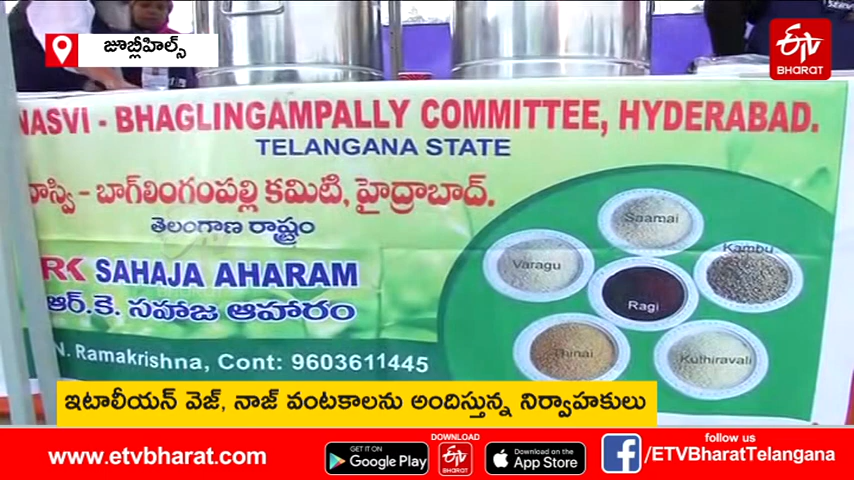 జూబ్లీహిల్స్
ETV
BHARAT
NASVI - BHAGLINGAMPALLY COMMITTEE, HYDERABAD.
TELANGANA STATE
నాస్వి - బాగ్‌లింగంపల్లి కమిటి, హైద్రాబాద్.
తెలంగాణ రాష్ట్రం
RK SAHAJA AHARAM
ఆర్.కె. సహజ ఆహారం
N. Ramakrishna, Cont: 9603611445
Saamai
Varagu
Kambu
Ragi
Thinai
Kuthiravali
ఇటాలీయన్ వెజ్, నాజ్ వంటకాలను అందిస్తున్న నిర్వాహకులు
www.etvbharat.com
DOWNLOAD
GET IT ON
Google Play
BHARAT
Download on the
App Store
follow us
/ETVBharatTelangana